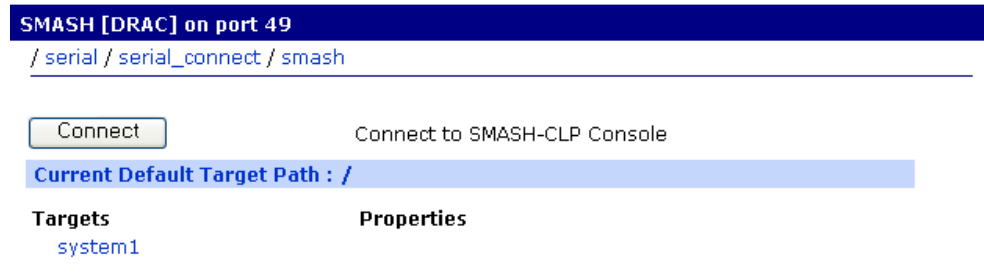 SMASH [DRAC] on port 49
/ serial / serial_connect / smash
Connect Connect to SMASH-CLP Console
Current Default Target Path : /
Targets Properties
system1